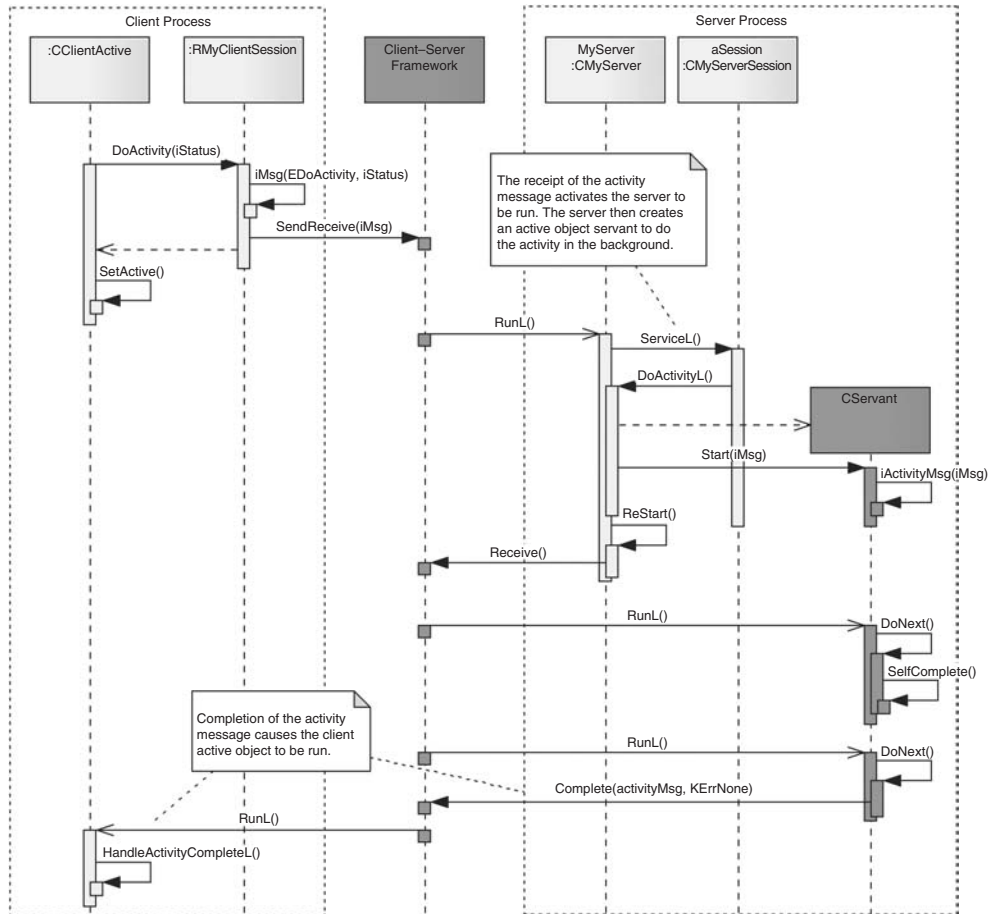 Client Process
Server Process
:CClientActive
:RMyClientSession
Client–Server
Framework
MyServer
:CMyServer
aSession
:CMyServerSession
DoActivity(iStatus)
iMsg(EDoActivity, iStatus)
SendReceive(iMsg)
The receipt of the activity
message activates the server to
be run. The server then creates
an active object servant to do
the activity in the background.
SetActive()
RunL()
ServiceL()
DoActivityL()
CServant
Start(iMsg)
iActivityMsg(iMsg)
ReStart()
Receive()
RunL()
DoNext()
SelfComplete()
Completion of the activity
message causes the client
active object to be run.
RunL()
DoNext()
Complete(activityMsg, KErrNone)
RunL()
HandleActivityCompleteL()